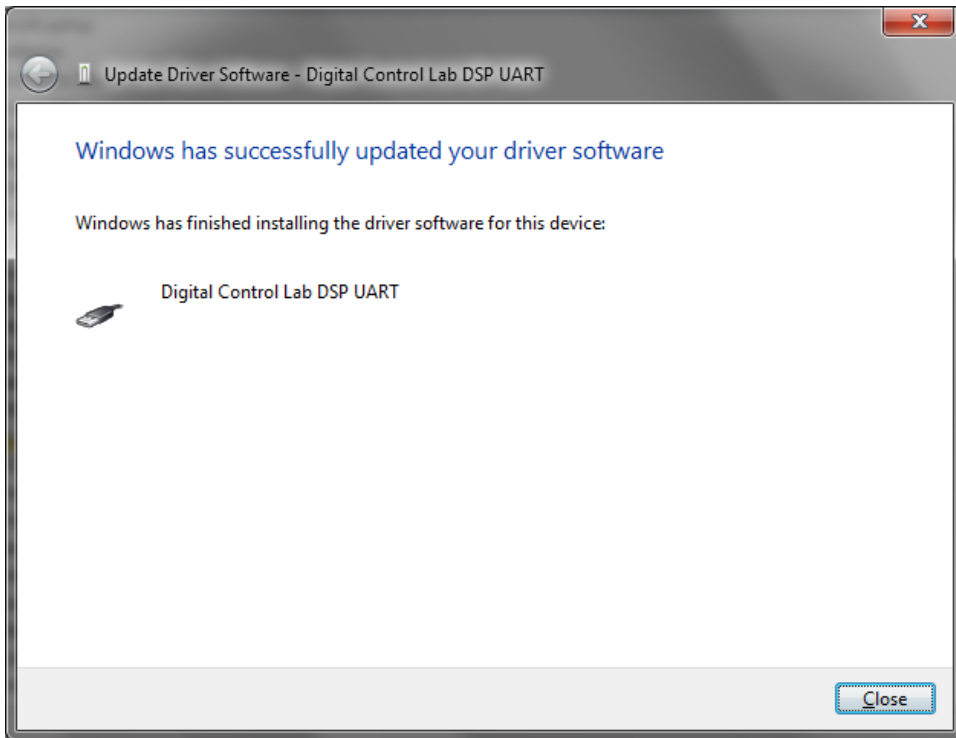 Update Driver Software - Digital Control Lab DSP UART
Windows has successfully updated your driver software
Windows has finished installing the driver software for this device:
Digital Control Lab DSP UART
Close